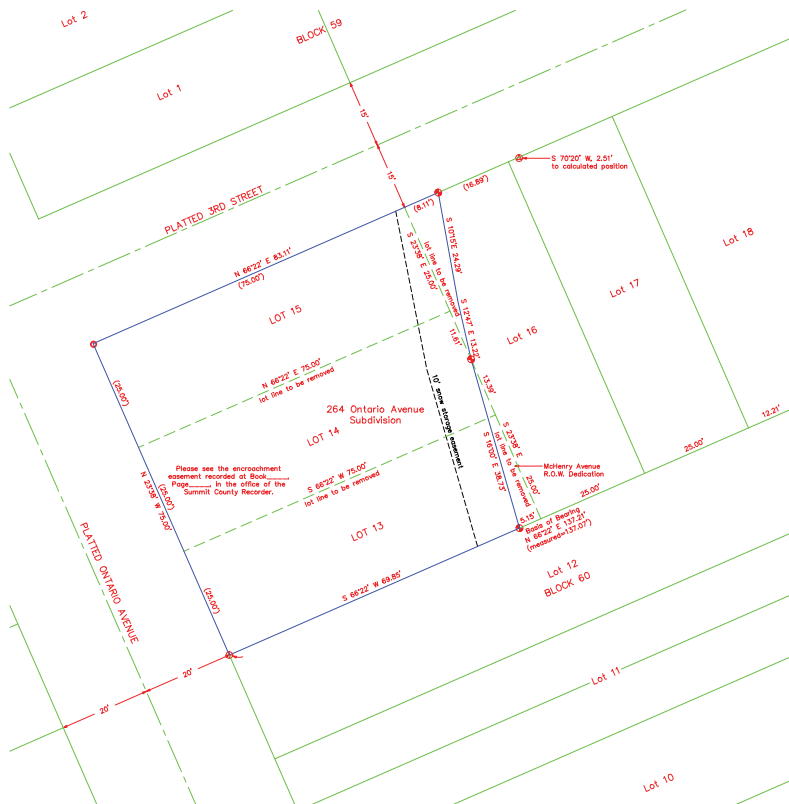 Lot 2
BLOCK 59
Lot 1
15'
15'
PLATTED 3RD STREET
S 70°20' W, 2.51'
to calculated position
(16.89')
(8.11')
N 66°22' E 83.11'
(75.00')
S 10°15'E 24.29'
lot line to be removed
S 23°38' E 25.00'
Lot 18
Lot 17
Lot 16
LOT 15
S 12°47' E 13.22'
11.61'
13.39'
N 66°22' E 75.00'
lot line to be removed
(25.00')
10' snow storage easement
264 Ontario Avenue
Subdivision
LOT 14
12.21'
25.00'
25.00'
S 23°38' E
25.00'
lot line to be removed
S 16°00' E 38.73'
McHenry Avenue
R.O.W. Dedication
Please see the encroachment
easement recorded at Book_____,
Page_____, in the office of the
Summit County Recorder.
S 66°22' W 75.00'
lot line to be removed
(25.00')
N 23°38' W 75.00'
LOT 13
5.15'
Basis of Bearing
N 66°22' E 137.21'
(measured=137.07')
PLATTED ONTARIO AVENUE
(25.00')
S 66°22' W 69.85'
Lot 12
BLOCK 60
20'
20'
Lot 11
Lot 10